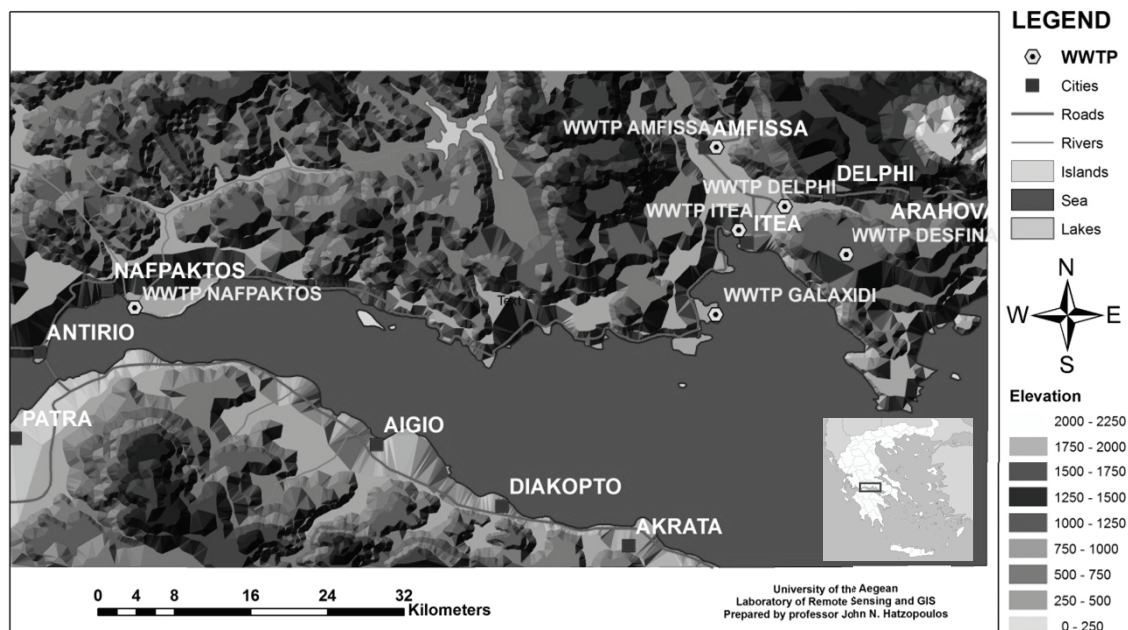 LEGEND
WWTP
Cities
Roads
Rivers
Islands
Sea
Lakes
N
W E
S
Elevation
2000 - 2250
1750 - 2000
1500 - 1750
1250 - 1500
1000 - 1250
750 - 1000
500 - 750
250 - 500
0 - 250
WWTP AMFISSA
AMFISSA
DELPHI
WWTP DELPHI
WWTP ITEA
ITEA
ARAHOVA
WWTP DESFINA
NAFPAKTOS
WWTP NAFPAKTOS
WWTP GALAXIDI
Text
ANTIRIO
PATRA
AIGIO
DIAKOPTO
AKRATA
0 4 8 16 24 32
Kilometers
University of the Aegean
Laboratory of Remote Sensing and GIS
Prepared by professor John N. Hatzopoulos